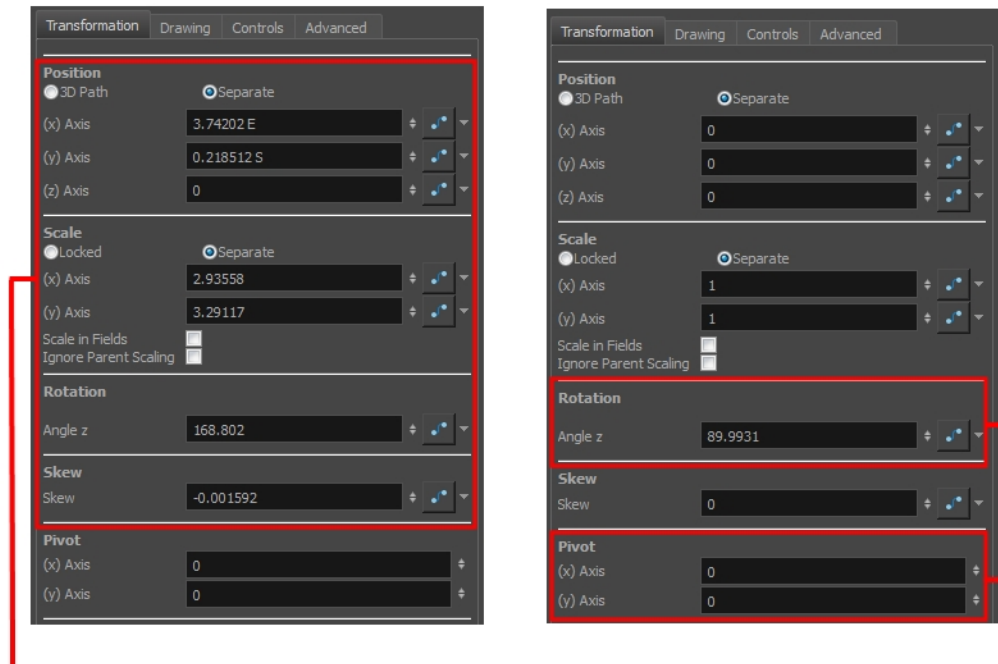 Transformation Drawing Controls Advanced
Position
3D Path Separate
(x) Axis 3.74202 E
(y) Axis 0.218512 S
(z) Axis 0
Scale
Locked Separate
(x) Axis 2.93558
(y) Axis 3.29117
Scale in Fields
Ignore Parent Scaling
Rotation
Angle z 168.802
Skew
Skew -0.001592
Pivot
(x) Axis 0
(y) Axis 0
Transformation Drawing Controls Advanced
Position
3D Path Separate
(x) Axis 0
(y) Axis 0
(z) Axis 0
Scale
Locked Separate
(x) Axis 1
(y) Axis 1
Scale in Fields
Ignore Parent Scaling
Rotation
Angle z 89.9931
Skew
Skew 0
Pivot
(x) Axis 0
(y) Axis 0